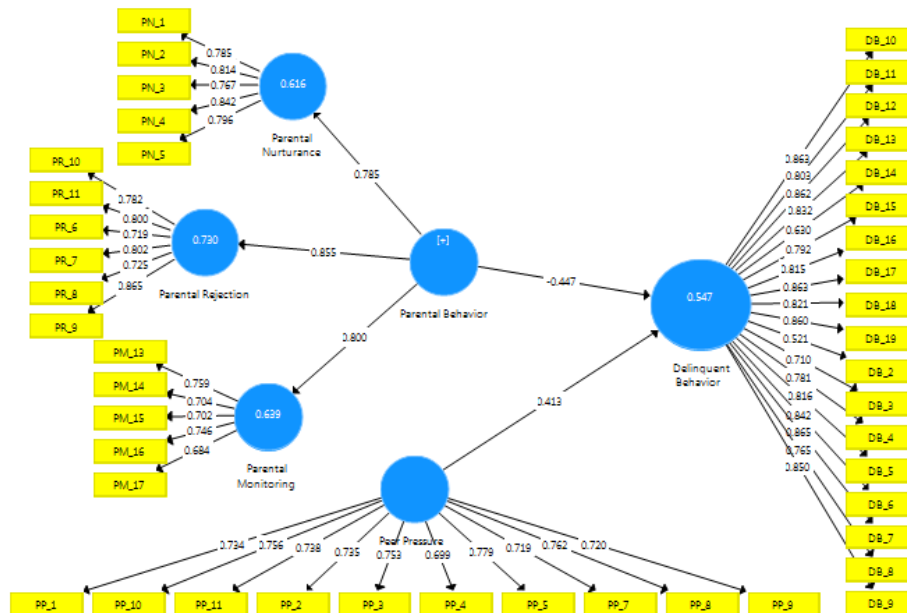 PN_1
PN_2
PN_3
PN_4
PN_5
0.785
0.814
0.767
0.842
0.796
0.616
Parental
Nurturance
0.785
PR_10
PR_11
PR_6
PR_7
PR_8
PR_9
0.782
0.800
0.719
0.802
0.725
0.865
0.730
Parental Rejection
0.855
[+]
Parental Behavior
-0.447
0.800
PM_13
PM_14
PM_15
PM_16
PM_17
0.759
0.704
0.702
0.746
0.684
0.639
Parental
Monitoring
0.413
0.547
Delinquent
Behavior
0.863
0.803
0.862
0.832
0.630
0.792
0.815
0.863
0.821
0.860
0.521
0.710
0.781
0.816
0.842
0.865
0.765
0.850
DB_10
DB_11
DB_12
DB_13
DB_14
DB_15
DB_16
DB_17
DB_18
DB_19
DB_2
DB_3
DB_4
DB_5
DB_6
DB_7
DB_8
DB_9
Peer Pressure
0.734
0.756
0.738
0.735
0.753
0.699
0.779
0.719
0.762
0.720
PP_1
PP_10
PP_11
PP_2
PP_3
PP_4
PP_5
PP_7
PP_8
PP_9